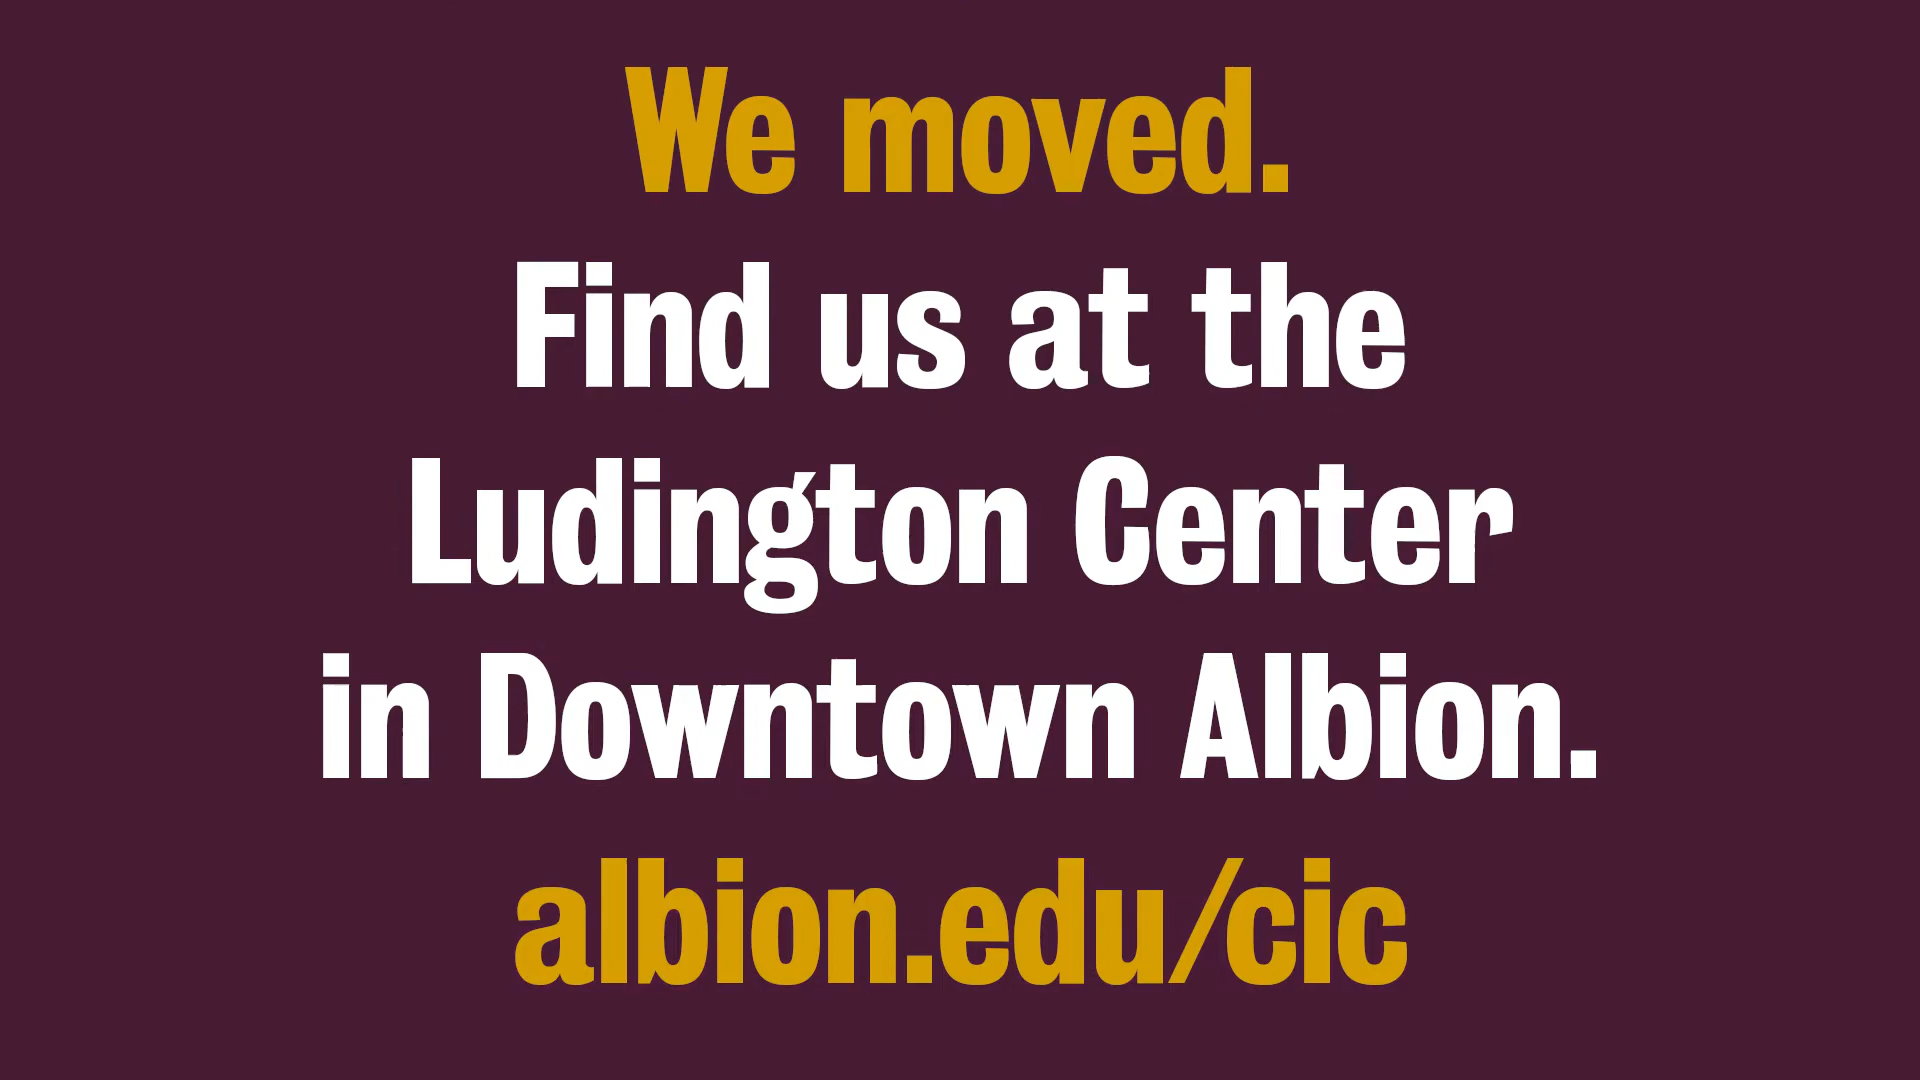 We moved.
Find us at the
Ludington Center
in Downtown Albion.
albion.edu/cic